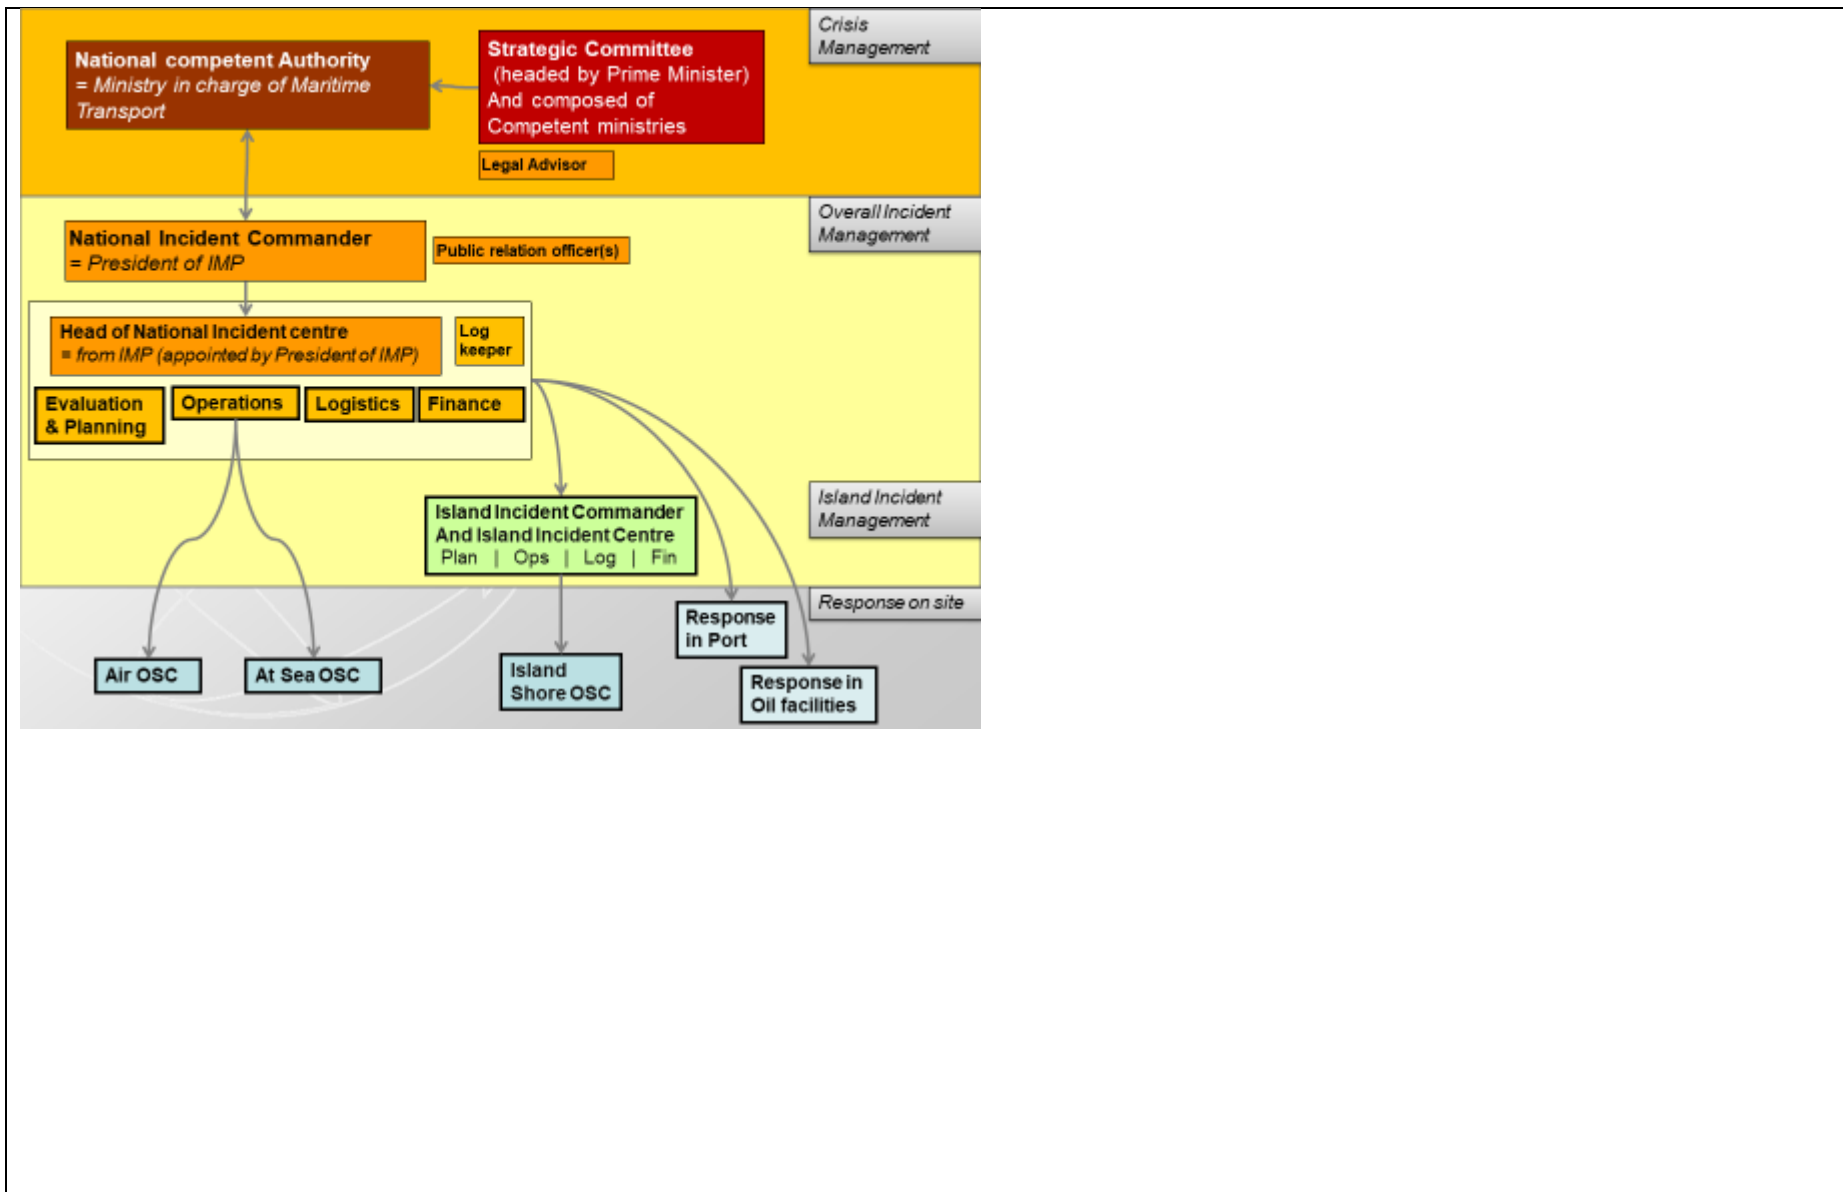 Crisis
Management
National competent Authority
= Ministry in charge of Maritime
Transport
Strategic Committee
(headed by Prime Minister)
And composed of
Competent ministries
Legal Advisor
Overall Incident
Management
National Incident Commander
= President of IMP
Public relation officer(s)
Head of National Incident centre
= from IMP (appointed by President of IMP)
Log
keeper
Evaluation
& Planning
Operations
Logistics
Finance
Island Incident
Management
Island Incident Commander
And Island Incident Centre
Plan | Ops | Log | Fin
Response on site
Response
in Port
Air OSC
At Sea OSC
Island
Shore OSC
Response in
Oil facilities